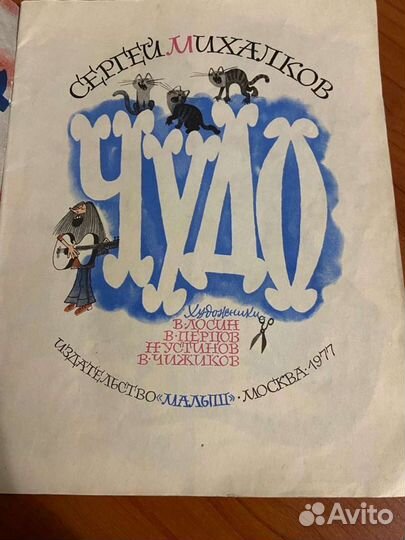 СЕРГЕЙ МИХАЛКОВ
ЧУДО
Художники
В·ЛОСИН
В·ПЕРЦОВ
Н·УСТИНОВ
В·ЧИЖИКОВ
ИЗДАТЕЛЬСТВО «МАЛЫШ» · МОСКВА · 1977
Avito